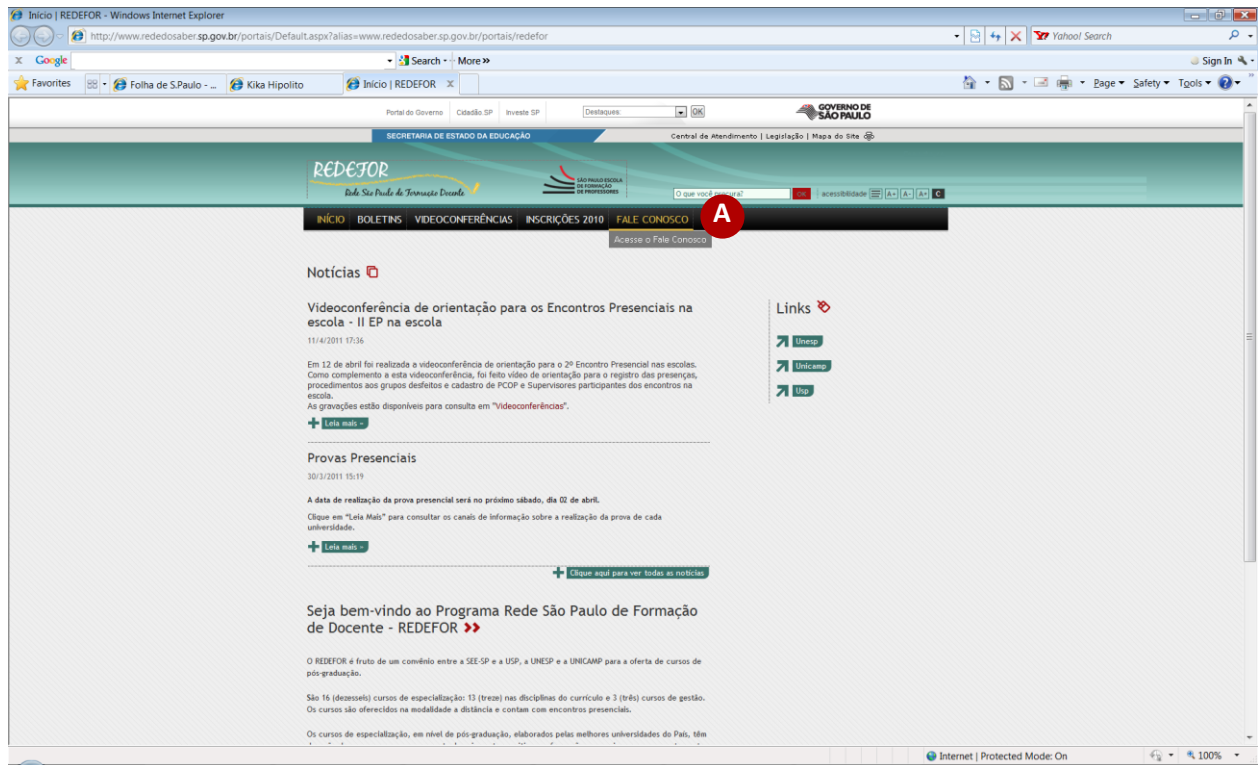 Início | REDEFOR - Windows Internet Explorer
http://www.rededosaber.sp.gov.br/portais/Default.aspx?alias=www.rededosaber.sp.gov.br/portais/redefor
Yahoo! Search
x Google Search More »
Sign In
Favorites Folha de S.Paulo - ... Kika Hipolito Início | REDEFOR X
Page Safety Tools
Portal do Governo Cidadão.SP Investe SP Destaques: OK GOVERNO DE
SÃO PAULO
SECRETARIA DE ESTADO DA EDUCAÇÃO Central de Atendimento | Legislação | Mapa do Site
REDEFOR
Rede São Paulo de Formação Docente
SÃO PAULO ESCOLA
DE FORMAÇÃO
DE PROFESSORES
O que você procura? OK acessibilidade A+ A- A+ C
INÍCIO BOLETINS VIDEOCONFERÊNCIAS INSCRIÇÕES 2010 FALE CONOSCO A
Acesse o Fale Conosco
Notícias
Videoconferência de orientação para os Encontros Presenciais na
escola - II EP na escola
11/4/2011 17:36
Em 12 de abril foi realizada a videoconferência de orientação para o 2º Encontro Presencial nas escolas.
Como complemento a esta videoconferência, foi feito vídeo de orientação para o registro das presenças,
procedimentos aos grupos desfeitos e cadastro de PCOP e Supervisores participantes dos encontros na
escola.
As gravações estão disponíveis para consulta em "Videoconferências".
Leia mais -
Links
Unesp
Unicamp
Usp
Provas Presenciais
30/3/2011 15:19
A data de realização da prova presencial será no próximo sábado, dia 02 de abril.
Clique em "Leia Mais" para consultar os canais de informação sobre a realização da prova de cada
universidade.
Leia mais -
Clique aqui para ver todas as notícias
Seja bem-vindo ao Programa Rede São Paulo de Formação
de Docente - REDEFOR
O REDEFOR é fruto de um convênio entre a SEE-SP e a USP, a UNESP e a UNICAMP para a oferta de cursos de
pós-graduação.
São 16 (dezesseis) cursos de especialização: 13 (treze) nas disciplinas do currículo e 3 (três) cursos de gestão.
Os cursos são oferecidos na modalidade a distância e contam com encontros presenciais.
Os cursos de especialização, em nível de pós-graduação, elaborados pelas melhores universidades do País, têm
Internet | Protected Mode: On 100%